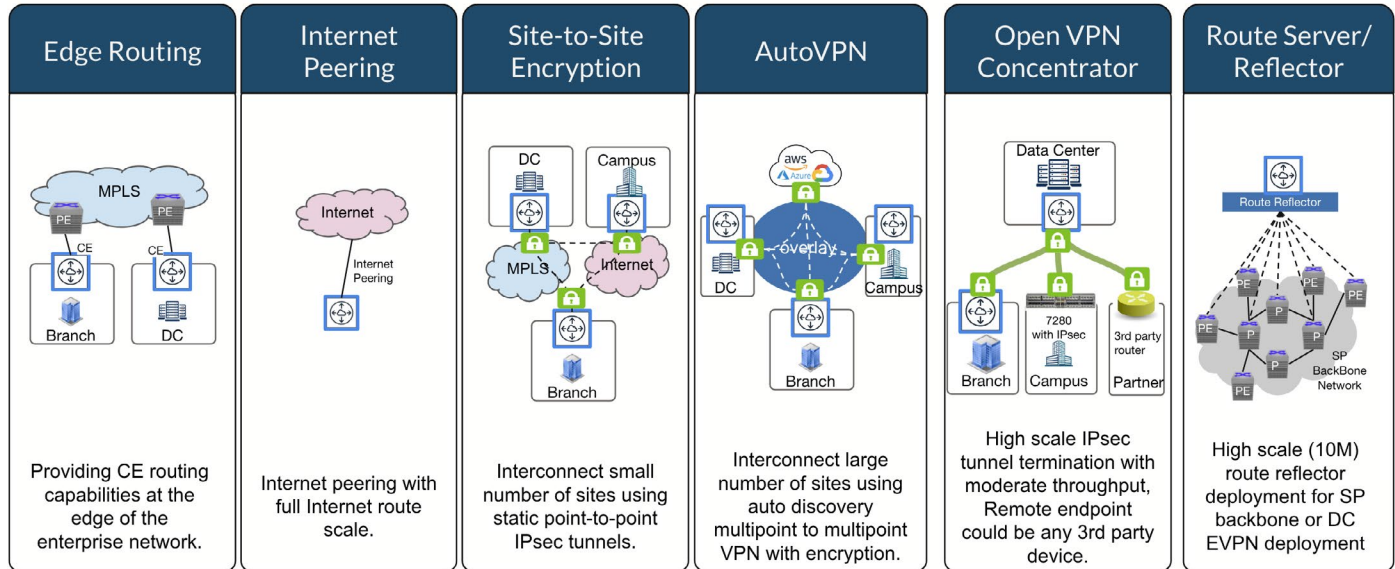 Edge Routing
MPLS
PE
PE
CE
CE
Branch
DC
Providing CE routing
capabilities at the
edge of the
enterprise network.
Internet
Peering
Internet
Internet
Peering
Internet peering with
full Internet route
scale.
Site-to-Site
Encryption
DC
Campus
MPLS
Internet
Branch
Interconnect small
number of sites using
static point-to-point
IPsec tunnels.
AutoVPN
aws
Azure
overlay
DC
Campus
Branch
Interconnect large
number of sites using
auto discovery
multipoint to multipoint
VPN with encryption.
Open VPN
Concentrator
Data Center
Branch
7280
with IPsec
Campus
3rd party
router
Partner
High scale IPsec
tunnel termination with
moderate throughput,
Remote endpoint
could be any 3rd party
device.
Route Server/
Reflector
Route Reflector
PE
PE
PE
PE
P
P
P
P
PE
SP
BackBone
Network
High scale (10M)
route reflector
deployment for SP
backbone or DC
EVPN deployment